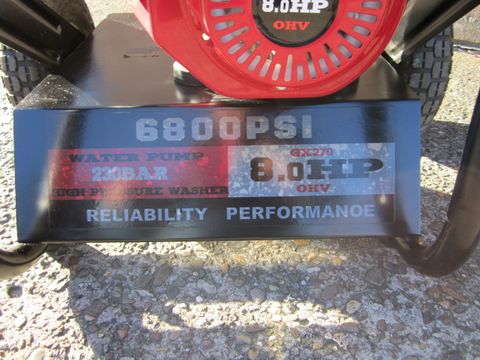 8.0HP
OHV
6800PSI
WATER PUMP
230BAR
HIGH PRESSURE WASHER
GX270
8.0HP
OHV
RELIABILITY PERFORMANOE